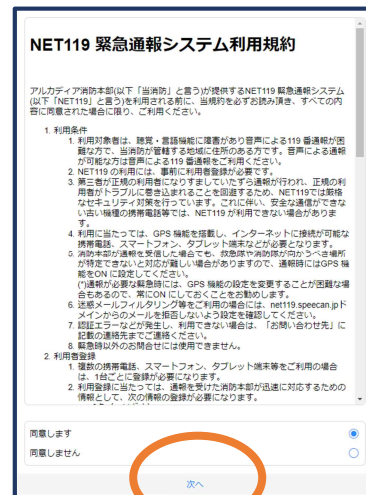 NET119 緊急通報システム利用規約
アルカディア消防本部(以下「当消防」と言う)が提供するNET119 緊急通報システム
(以下「NET119」と言う)を利用される前に、当規約を必ずお読み頂き、すべての内
容に同意された場合に限り、ご利用ください。
1. 利用条件
1. 利用対象者は、聴覚・言語機能に障害があり音声による119 番通報が困
難な方で、当消防が管轄する地域に住所のある方です。音声による通報
が可能な方は音声による119 番通報をご利用ください。
2. NET119 の利用には、事前に利用者登録が必要です。
3. 第三者が正規の利用者になりすましていたずら通報が行われ、正規の利
用者がトラブルに巻き込まれることを回避するため、NET119では厳格
なセキュリティ対策を行っています。これに伴い、安全な通信ができな
い古い機種の携帯電話等では、NET119 が利用できない場合がありま
す。
4. 利用に当たっては、GPS 機能を搭載し、インターネットに接続が可能な
携帯電話、スマートフォン、タブレット端末などが必要となります。
5. 消防本部が通報を受信した場合でも、救急隊や消防隊が向かうべき場所
が特定できないと対応が難しい場合がありますので、通報時にはGPS 機
能をON に設定してください。
(*)通報が必要な緊急時には、GPS 機能の設定を変更することが困難な場
合もあるので、常にON にしておくことをお勧めします。
6. 迷惑メールフィルタリング等をご利用の場合には、net119.speecan.jpド
メインからのメールを拒否しないよう設定を確認してください。
7. 認証エラーなどが発生し、利用できない場合は、「お問い合わせ先」に
記載の連絡先までご連絡ください。
8. 緊急時以外のお問合せには使用できません。
2. 利用者登録
1. 複数の携帯電話、スマートフォン、タブレット端末等をご利用の場合
は、1台ごとに登録が必要になります。
2. 利用登録に当たっては、通報を受けた消防本部が迅速に対応するための
情報として、次の情報の登録が必要になります。
同意します
同意しません
次へ